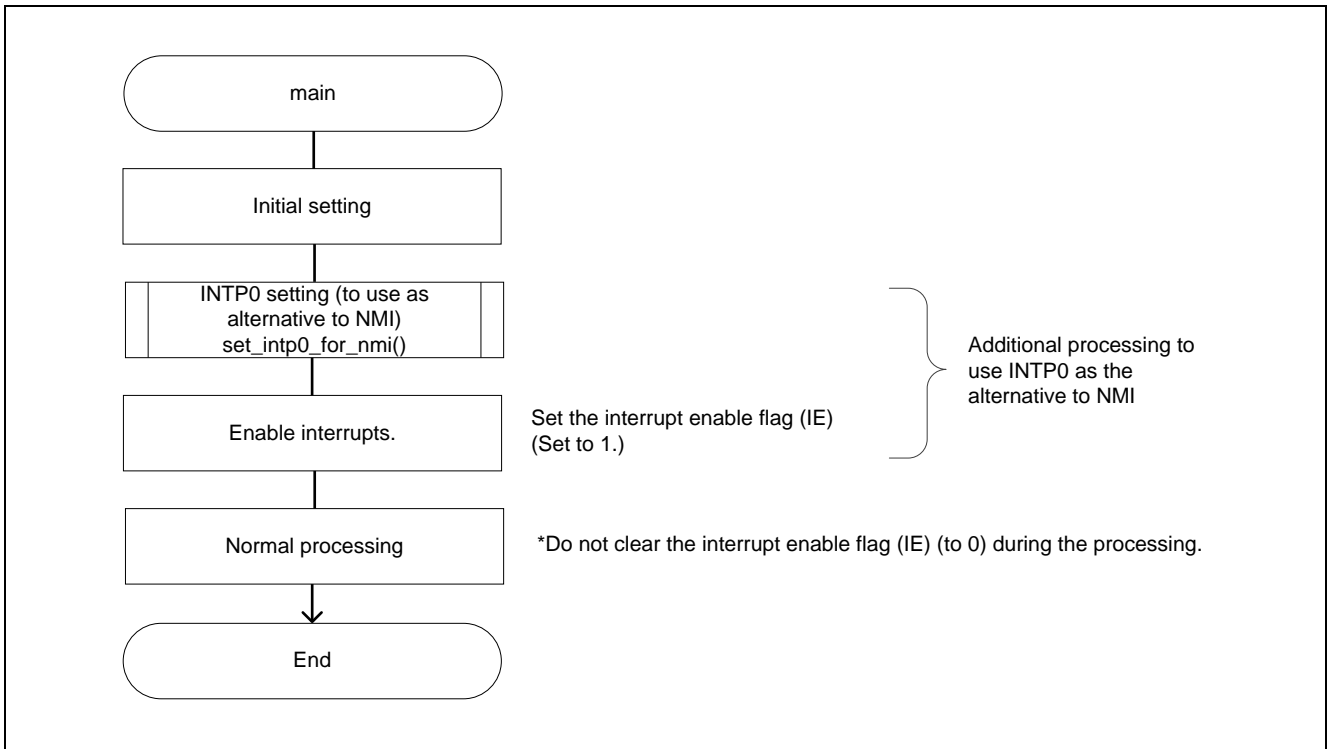 main
Initial setting
INTP0 setting (to use as
alternative to NMI)
set_intp0_for_nmi()
Additional processing to
use INTP0 as the
alternative to NMI
Enable interrupts.
Set the interrupt enable flag (IE)
(Set to 1.)
Normal processing
*Do not clear the interrupt enable flag (IE) (to 0) during the processing.
End